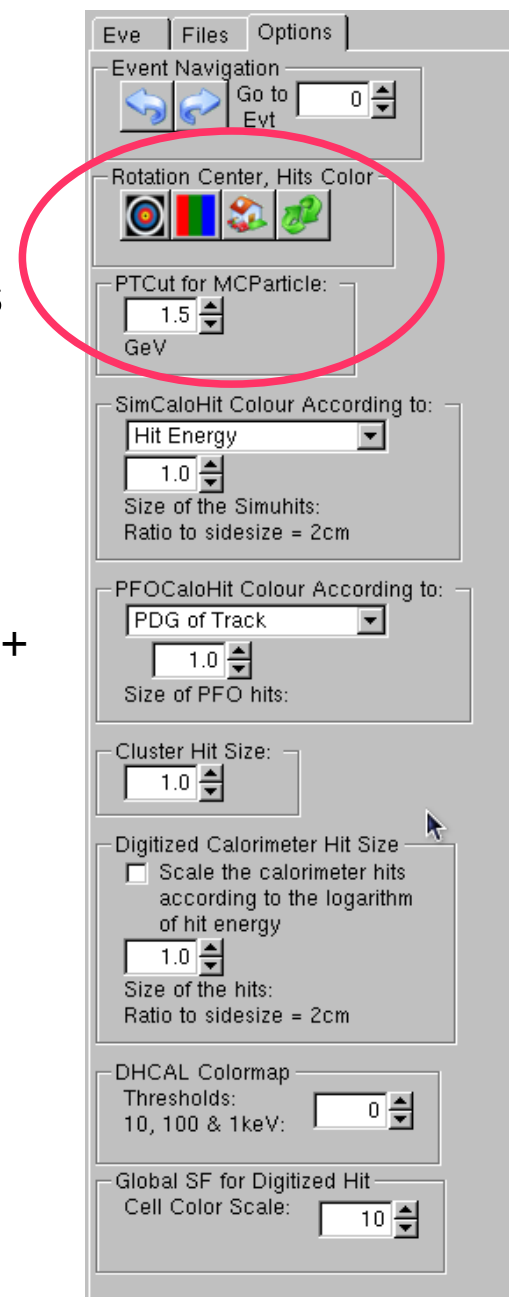 Eve Files Options
Event Navigation
Go to
Evt
0
Rotation Center, Hits Color
s
PTCut for MCParticle:
1.5
GeV
SimCaloHit Colour According to:
Hit Energy
1.0
Size of the Simuhits:
Ratio to sidesize = 2cm
PFOCaloHit Colour According to:
PDG of Track
+
1.0
Size of PFO hits:
Cluster Hit Size:
1.0
Digitized Calorimeter Hit Size
Scale the calorimeter hits
according to the logarithm
of hit energy
1.0
Size of the hits:
Ratio to sidesize = 2cm
DHCAL Colormap
Thresholds:
10, 100 & 1keV:
0
Global SF for Digitized Hit
Cell Color Scale:
10